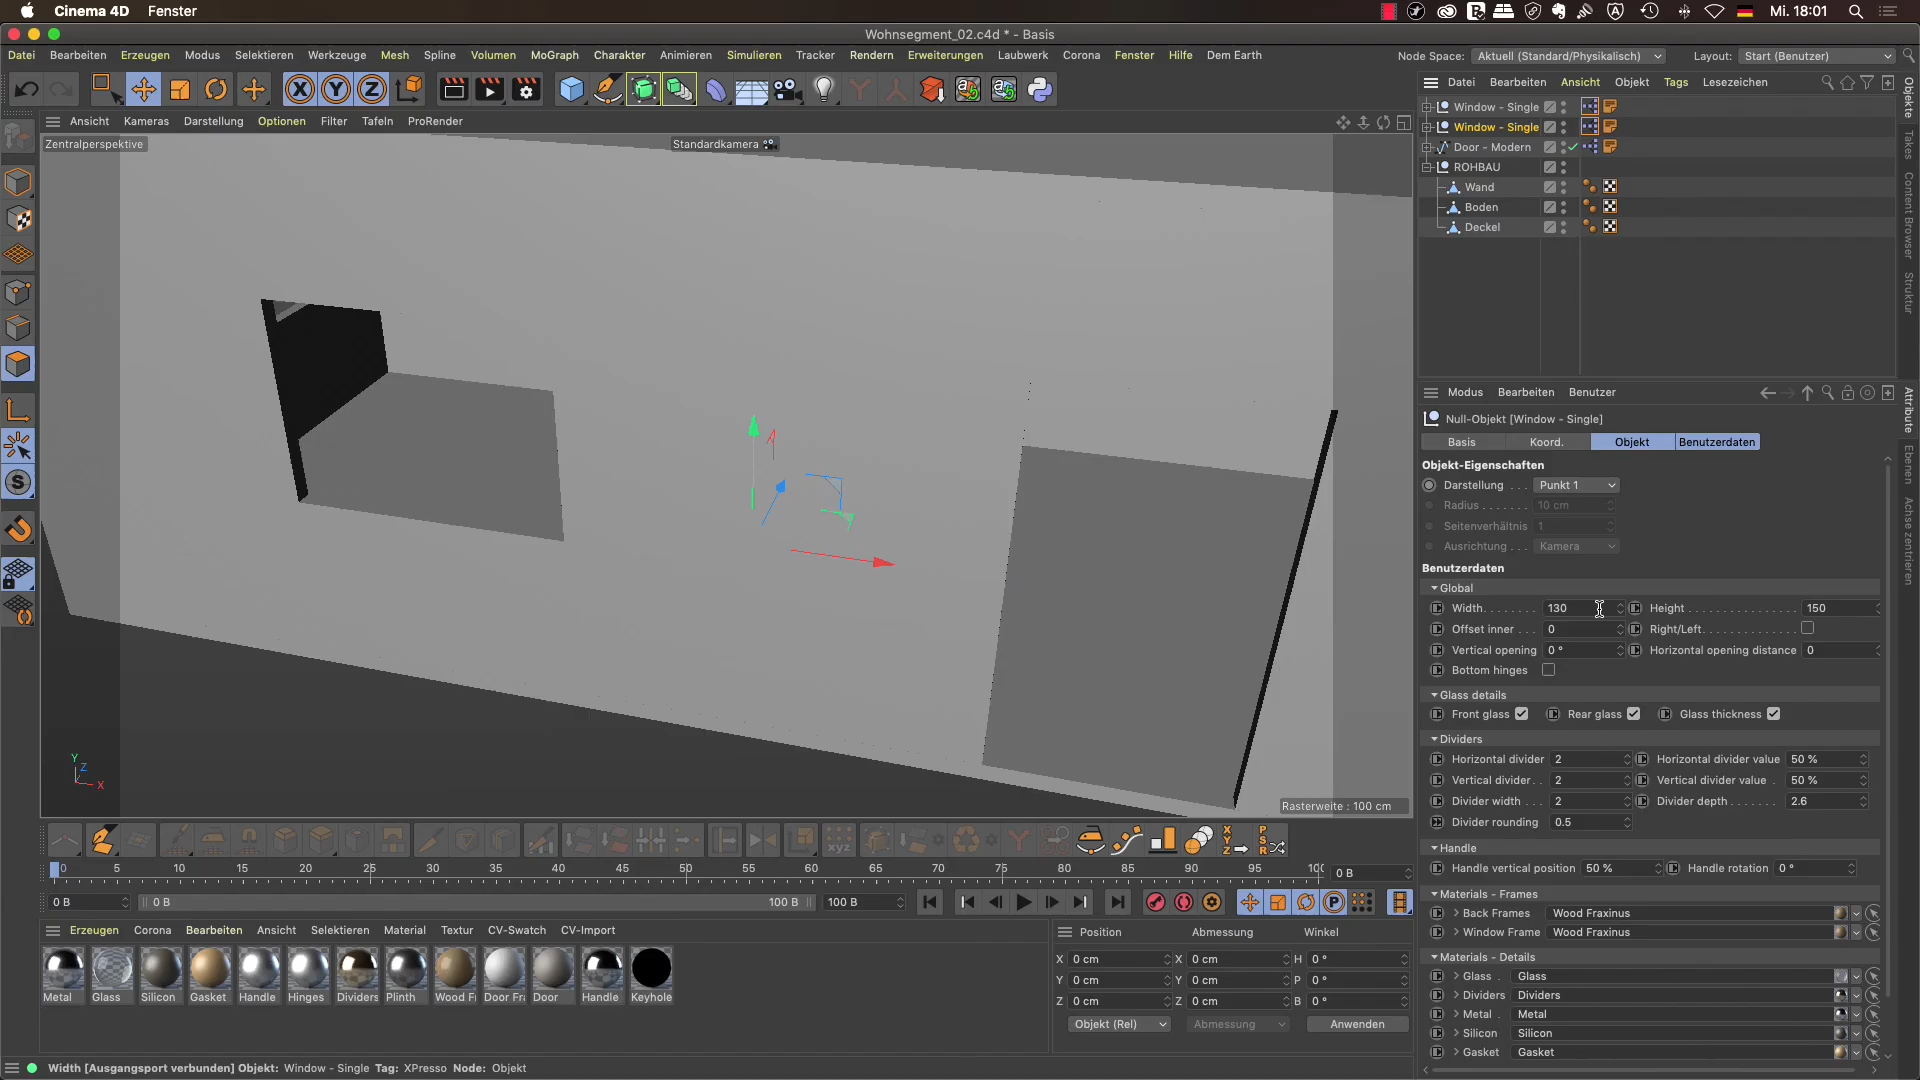 Cinema 4D Fenster Mi. 18:01
Wohnsegment_02.c4d * - Basis
Datei Bearbeiten Erzeugen Modus Selektieren Werkzeuge Mesh Spline Volumen MoGraph Charakter Animieren Simulieren Tracker Rendern Erweiterungen Laubwerk Corona Fenster Hilfe Dem Earth Node Space: Aktuell (Standard/Physikalisch) Layout: Start (Benutzer)
X Y Z
Datei Bearbeiten Ansicht Objekt Tags Lesezeichen
Window - Single
Window - Single
Door - Modern
ROHBAU
Wand
Boden
Deckel
Objekte
Takes
Content Browser
Struktur
Ansicht Kameras Darstellung Optionen Filter Tafeln ProRender
Zentralperspektive Standardkamera
Y
Z
X
Rasterweite : 100 cm
Modus Bearbeiten Benutzer
Null-Objekt [Window - Single]
Basis Koord. Objekt Benutzerdaten
Objekt-Eigenschaften
Darstellung . . . Punkt 1
Radius . . . . . . . 10 cm
Seitenverhältnis 1
Ausrichtung . . . Kamera
Benutzerdaten
Global
Width. . . . . . . . 130 Height . . . . . . . . . . . . . . . . 150
Offset inner . . . 0 Right/Left. . . . . . . . . . . .
Vertical opening 0 ° Horizontal opening distance 0
Bottom hinges
Glass details
Front glass Rear glass Glass thickness
Dividers
Horizontal divider 2 Horizontal divider value 50 %
Vertical divider. . 2 Vertical divider value . 50 %
Divider width . . . 2 Divider depth. . . . . . . 2.6
Divider rounding 0.5
Handle
Handle vertical position 50 % Handle rotation 0 °
Materials - Frames
Back Frames Wood Fraxinus
Window Frame Wood Fraxinus
Materials - Details
Glass . Glass
Dividers Dividers
Metal . Metal
Silicon Silicon
Gasket Gasket
Attribute
Ebenen
Achse zentrieren
0 5 10 15 20 25 30 35 40 45 50 55 60 65 70 75 80 85 90 95 10( 0 B
0 B 0 B 100 B 100 B
Erzeugen Corona Bearbeiten Ansicht Selektieren Material Textur CV-Swatch CV-Import
Metal Glass Silicon Gasket Handle Hinges Dividers Plinth Wood F Door Fra Door Handle Keyhole
Position Abmessung Winkel
X 0 cm X 0 cm H 0 °
Y 0 cm Y 0 cm P 0 °
Z 0 cm Z 0 cm B 0 °
Objekt (Rel) Abmessung Anwenden
Width [Ausgangsport verbunden] Objekt: Window - Single Tag: XPresso Node: Objekt